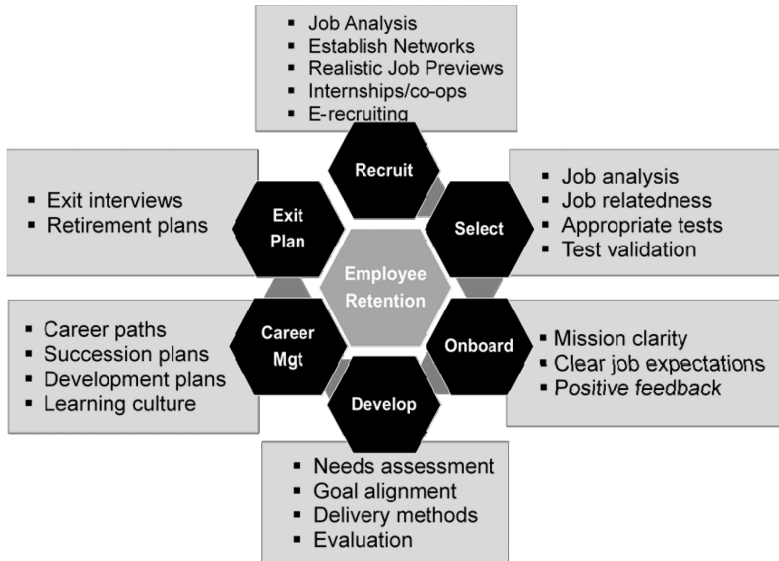 ▪ Job Analysis
▪ Establish Networks
▪ Realistic Job Previews
▪ Internships/co-ops
▪ E-recruiting
Recruit
▪ Job analysis
▪ Job relatedness
▪ Appropriate tests
▪ Test validation
Select
▪ Mission clarity
▪ Clear job expectations
▪ Positive feedback
Onboard
Develop
▪ Needs assessment
▪ Goal alignment
▪ Delivery methods
▪ Evaluation
Career
Mgt
▪ Career paths
▪ Succession plans
▪ Development plans
▪ Learning culture
Exit
Plan
▪ Exit interviews
▪ Retirement plans
Employee
Retention